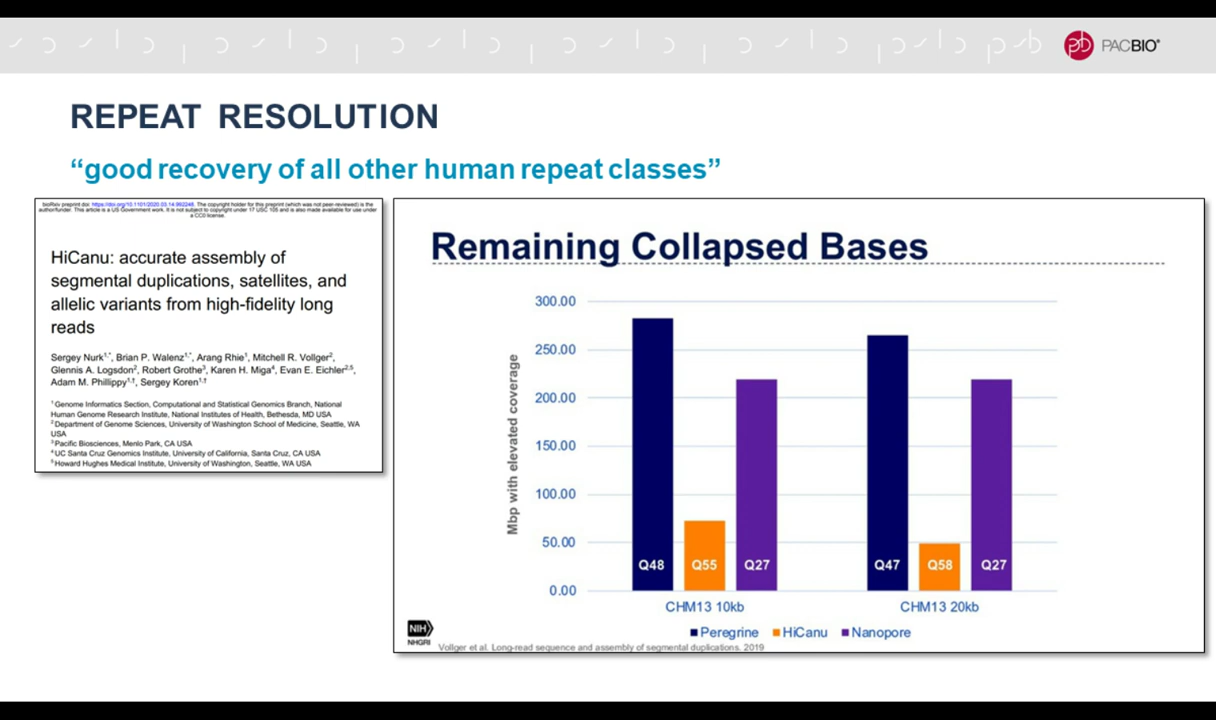 PACBIO®
REPEAT RESOLUTION
“good recovery of all other human repeat classes”
bioRxiv preprint doi: https://doi.org/10.1101/2020.03.14.992248. The copyright holder for this preprint (which was not peer-reviewed) is the
author/funder. This article is a US Government work. It is not subject to copyright under 17 USC 105 and is also made available for use under
a CC0 license.
HiCanu: accurate assembly of
segmental duplications, satellites, and
allelic variants from high-fidelity long
reads
Sergey Nurk¹,*, Brian P. Walenz¹,*, Arang Rhie¹, Mitchell R. Vollger²,
Glennis A. Logsdon², Robert Grothe³, Karen H. Miga⁴, Evan E. Eichler²,⁵,
Adam M. Phillippy¹,†, Sergey Koren¹,†
¹ Genome Informatics Section, Computational and Statistical Genomics Branch, National
Human Genome Research Institute, National Institutes of Health, Bethesda, MD USA
² Department of Genome Sciences, University of Washington School of Medicine, Seattle, WA
USA
³ Pacific Biosciences, Menlo Park, CA USA
⁴ UC Santa Cruz Genomics Institute, University of California, Santa Cruz, CA USA
⁵ Howard Hughes Medical Institute, University of Washington, Seattle, WA USA
Remaining Collapsed Bases
Mbp with elevated coverage
300.00
250.00
200.00
150.00
100.00
50.00
0.00
Q48 Q55 Q27 Q47 Q58 Q27
CHM13 10kb CHM13 20kb
Peregrine HiCanu Nanopore
NIH
NHGRI
Vollger et al. Long-read sequence and assembly of segmental duplications. 2019